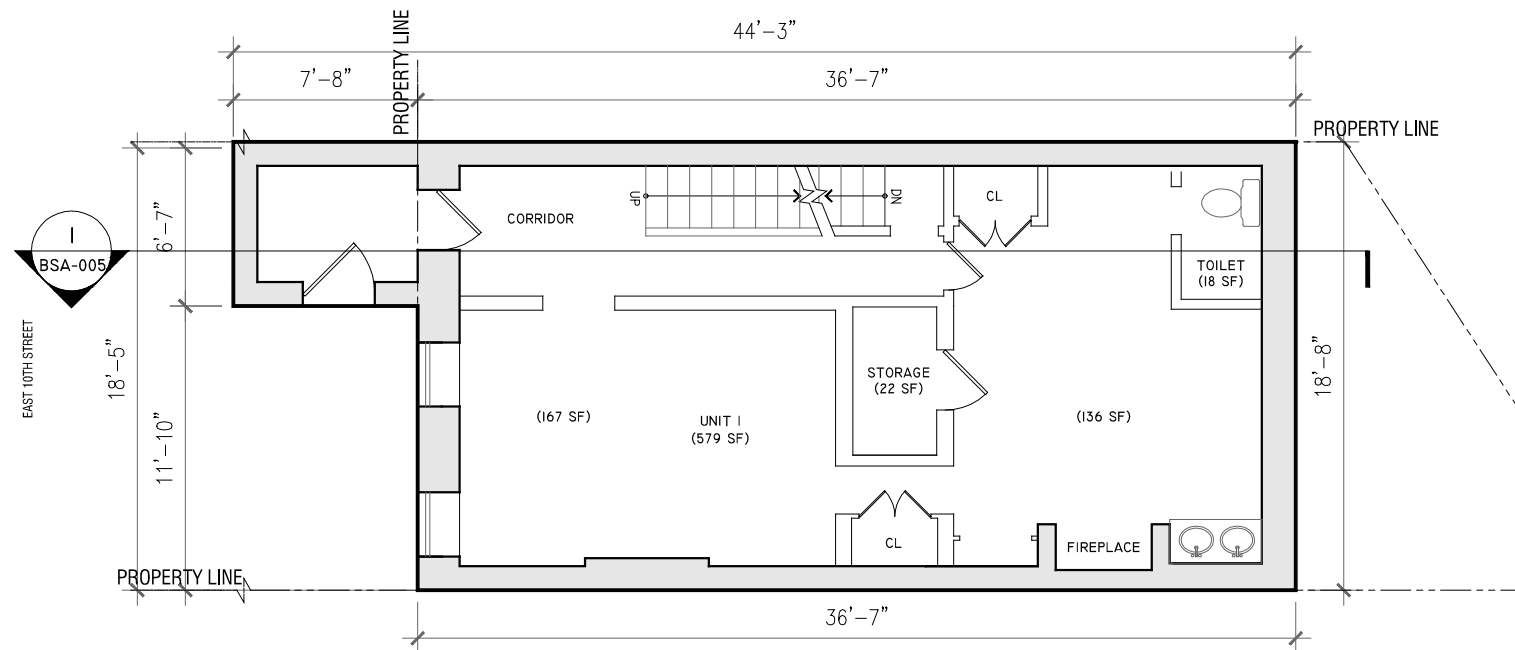 44'-3"
PROPERTY LINE
7'-8"
36'-7"
PROPERTY LINE
UP
DN
CL
CORRIDOR
6'-7"
I
BSA-005
TOILET
(18 SF)
EAST 10TH STREET
18'-5"
18'-8"
STORAGE
(22 SF)
(167 SF)
UNIT I
(579 SF)
(136 SF)
11'-10"
CL
FIREPLACE
PROPERTY LINE
36'-7"